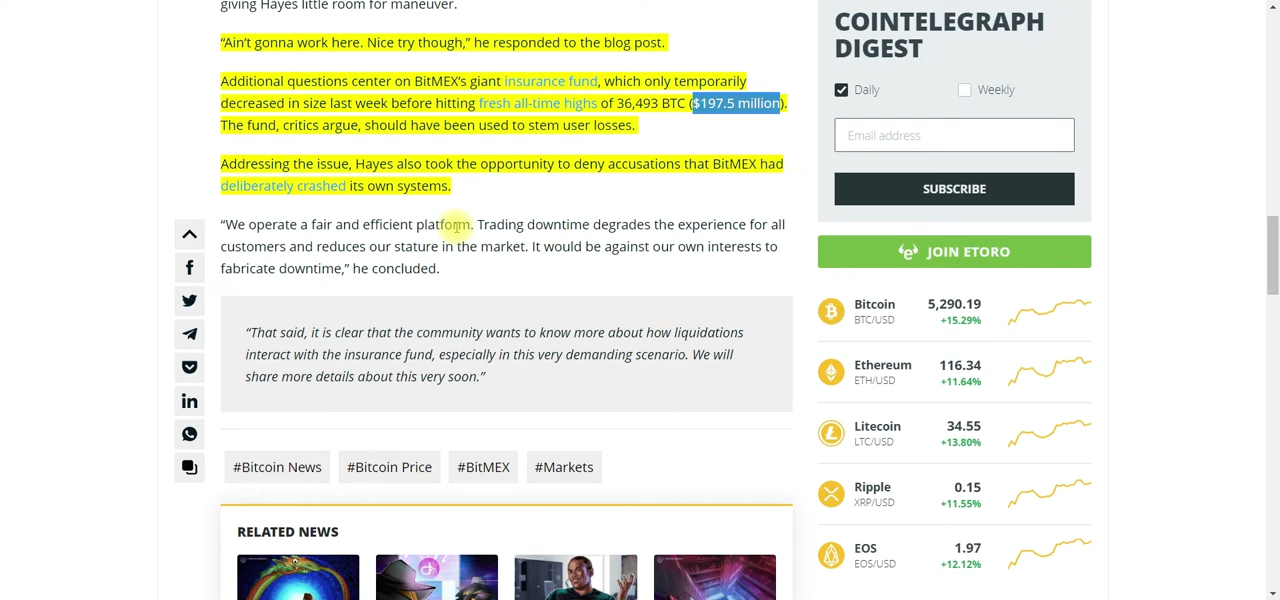 giving Hayes little room for maneuver.
“Ain’t gonna work here. Nice try though,” he responded to the blog post.
Additional questions center on BitMEX’s giant insurance fund, which only temporarily
decreased in size last week before hitting fresh all-time highs of 36,493 BTC ($197.5 million).
The fund, critics argue, should have been used to stem user losses.
Addressing the issue, Hayes also took the opportunity to deny accusations that BitMEX had
deliberately crashed its own systems.
“We operate a fair and efficient platform. Trading downtime degrades the experience for all
customers and reduces our stature in the market. It would be against our own interests to
fabricate downtime,” he concluded.
“That said, it is clear that the community wants to know more about how liquidations
interact with the insurance fund, especially in this very demanding scenario. We will
share more details about this very soon.”
#Bitcoin News
#Bitcoin Price
#BitMEX
#Markets
RELATED NEWS
COINTELEGRAPH
DIGEST
Daily
Weekly
Email address
SUBSCRIBE
JOIN ETORO
Bitcoin 5,290.19
BTC/USD +15.29%
Ethereum 116.34
ETH/USD +11.64%
Litecoin 34.55
LTC/USD +13.80%
Ripple 0.15
XRP/USD +11.55%
EOS 1.97
EOS/USD +12.12%